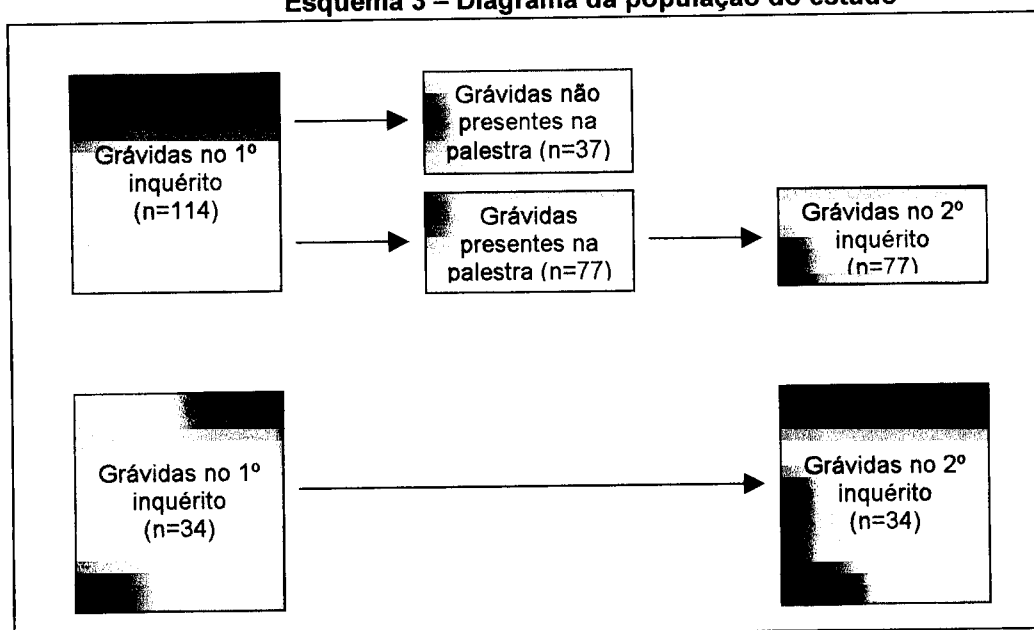 Esquema 3 – Diagrama da população do estudo
Grávidas no 1º
inquérito
(n=114)
Grávidas não
presentes na
palestra (n=37)
Grávidas
presentes na
palestra (n=77)
Grávidas no 2º
inquérito
(n=77)
Grávidas no 1º
inquérito
(n=34)
Grávidas no 2º
inquérito
(n=34)